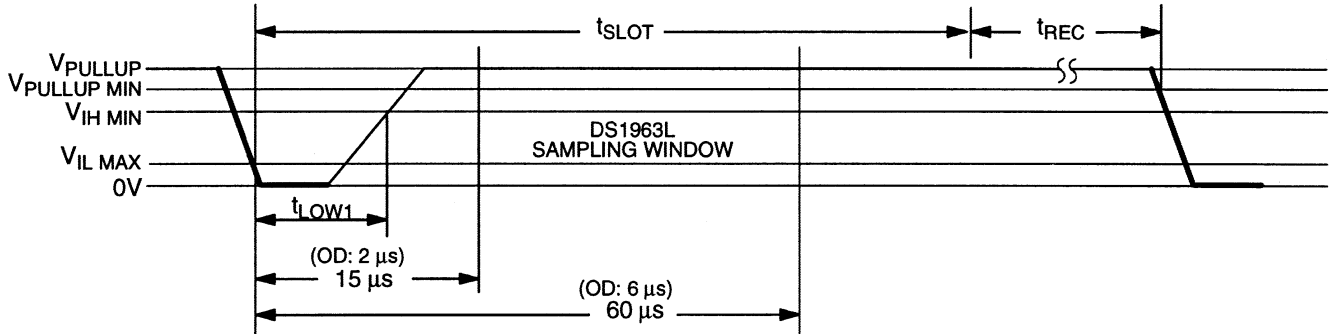 tSLOT
tREC
VPULLUP
VPULLUP MIN
VIH MIN
DS1963L
SAMPLING WINDOW
VIL MAX
0V
tLOW1
(OD: 2 µs)
15 µs
(OD: 6 µs)
60 µs